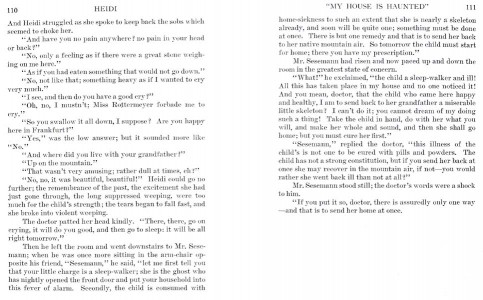 110 HEIDI
And Heidi struggled as she spoke to keep back the sobs which
seemed to choke her.
"And have you no pain anywhere? no pain in your head
or back?"
"No, only a feeling as if there were a great stone weigh-
ing on me here."
"As if you had eaten something that would not go down."
"No, not like that; something heavy as if I wanted to cry
very much."
"I see, and then do you have a good cry?"
"Oh, no, I mustn't; Miss Rottermeyer forbade me to
cry."
"So you swallow it all down, I suppose? Are you happy
here in Frankfurt?"
"Yes," was the low answer; but it sounded more like
"No."
"And where did you live with your grandfather?"
"Up on the mountain."
"That wasn't very amusing; rather dull at times, eh?"
"No, no, it was beautiful, beautiful!" Heidi could go no
further; the remembrance of the past, the excitement she had
just gone through, the long suppressed weeping, were too
much for the child's strength; the tears began to fall fast, and
she broke into violent weeping.
The doctor patted her head kindly. "There, there, go on
crying, it will do you good, and then go to sleep; it will be all
right tomorrow."
Then he left the room and went downstairs to Mr. Sese-
mann; when he was once more sitting in the arm-chair op-
posite his friend, "Sesemann," he said, "let me first tell you
that your little charge is a sleep-walker; she is the ghost who
has nightly opened the front door and put your household into
this fever of alarm. Secondly, the child is consumed with
"MY HOUSE IS HAUNTED" 111
home-sickness to such an extent that she is nearly a skeleton
already, and soon will be quite one; something must be done
at once. There is but one remedy and that is to send her back
to her native mountain air. So tomorrow the child must start
for home; there you have my prescription."
Mr. Sesemann had risen and now paced up and down the
room in the greatest state of concern.
"What!" he exclaimed, "the child a sleep-walker and ill!
All this has taken place in my house and no one noticed it!
And you mean, doctor, that the child who came here happy
and healthy, I am to send back to her grandfather a miserable
little skeleton? I can't do it; you cannot dream of my doing
such a thing! Take the child in hand, do with her what you
will, and make her whole and sound, and then she shall go
home; but you must cure her first."
"Sesemann," replied the doctor, "this illness of the
child's is not one to be cured with pills and powders. The
child has not a strong constitution, but if you send her back at
once she may recover in the mountain air, if not—you would
rather she went back ill than not at all?"
Mr. Sesemann stood still; the doctor's words were a shock
to him.
"If you put it so, doctor, there is assuredly only one way
—and that is to send her home at once.